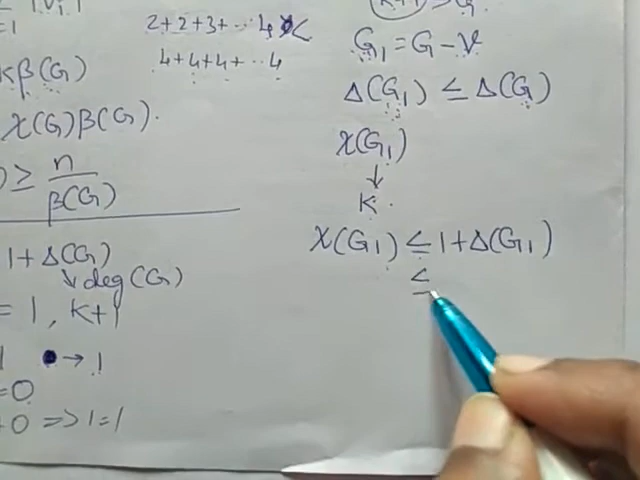 =1
Kβ(G)
χ(G)β(G).
≥ n/β(G)
1+Δ(G)
↘deg(G)
= 1, K+1
1 ● → 1
=0
+0 => 1=1
2+2+3+...4 <
4+4+4+...4
G₁ = G - V
Δ(G₁) ≤ Δ(G)
χ(G₁)
↓
K.
χ(G₁) ≤ 1+Δ(G₁)
≤